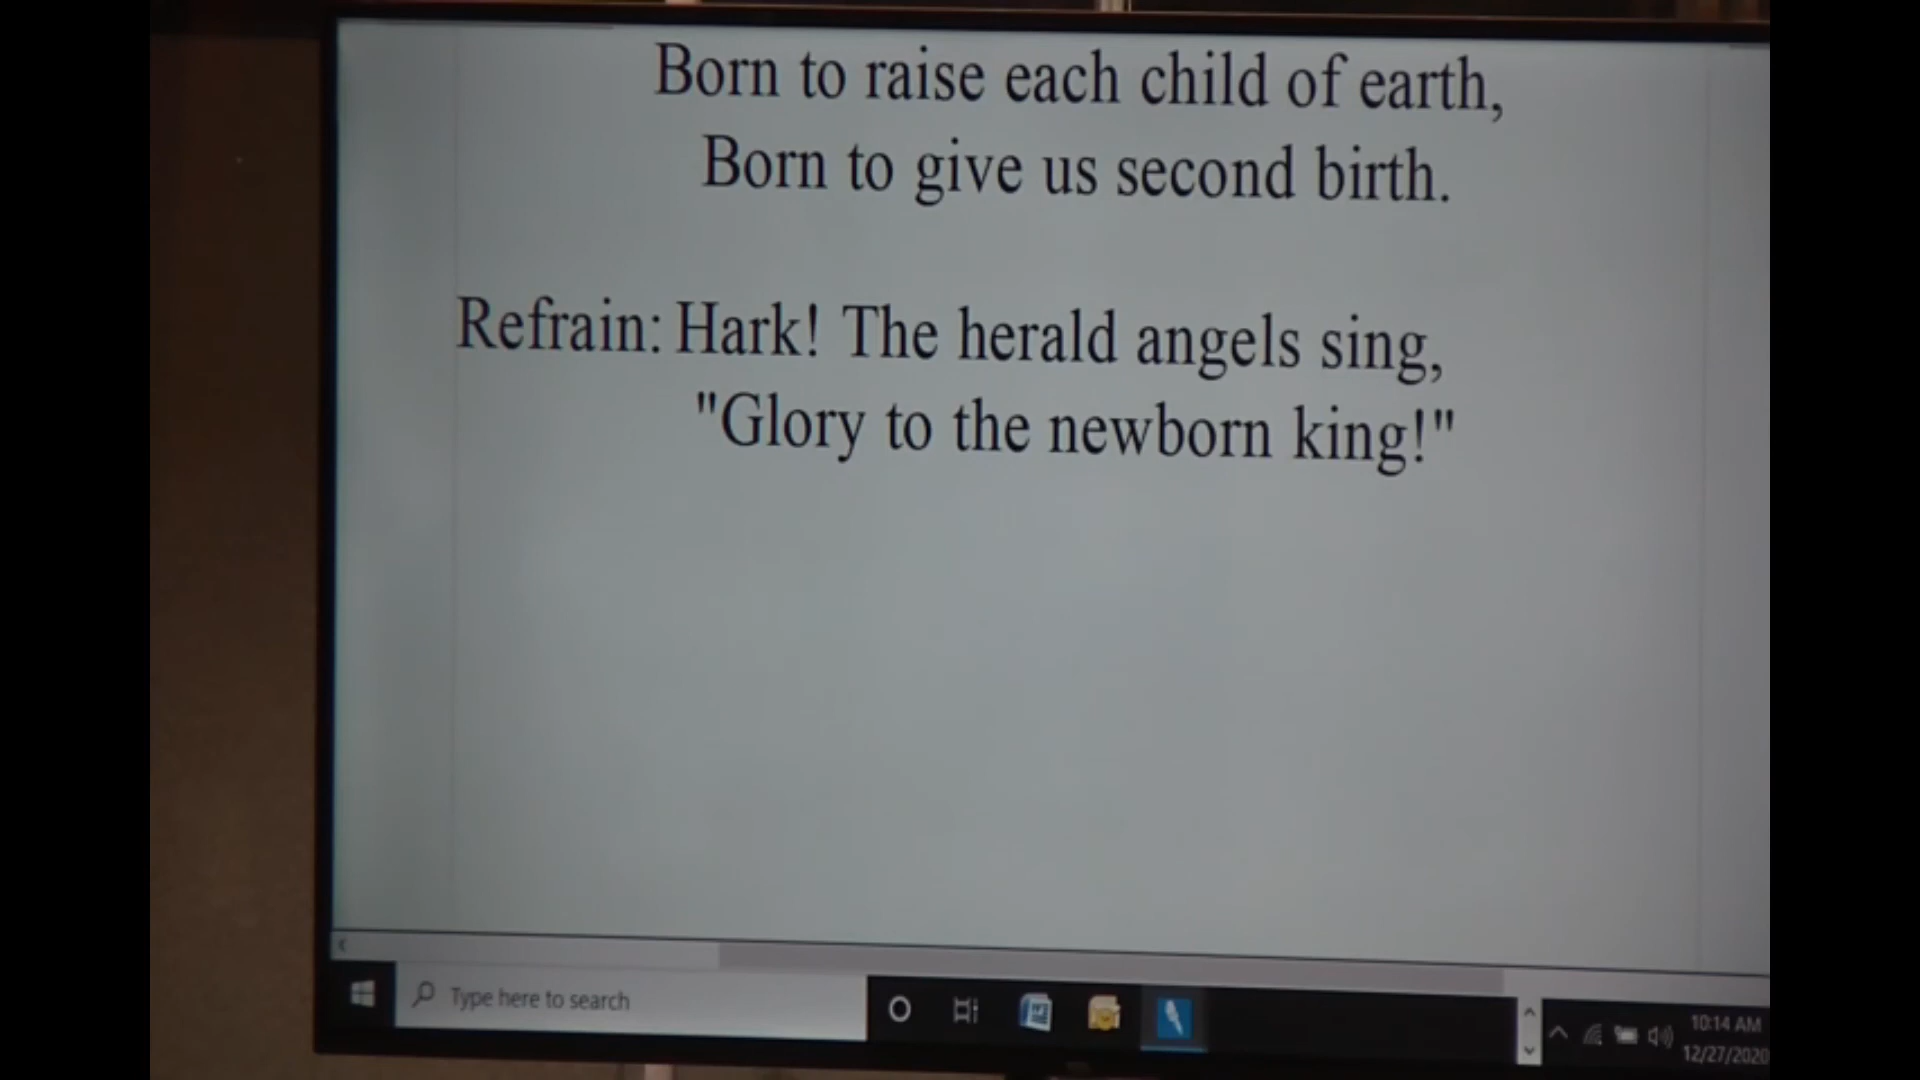 Born to raise each child of earth,
Born to give us second birth.
Refrain: Hark! The herald angels sing,
"Glory to the newborn king!"
Type here to search
10:14 AM
12/27/2020